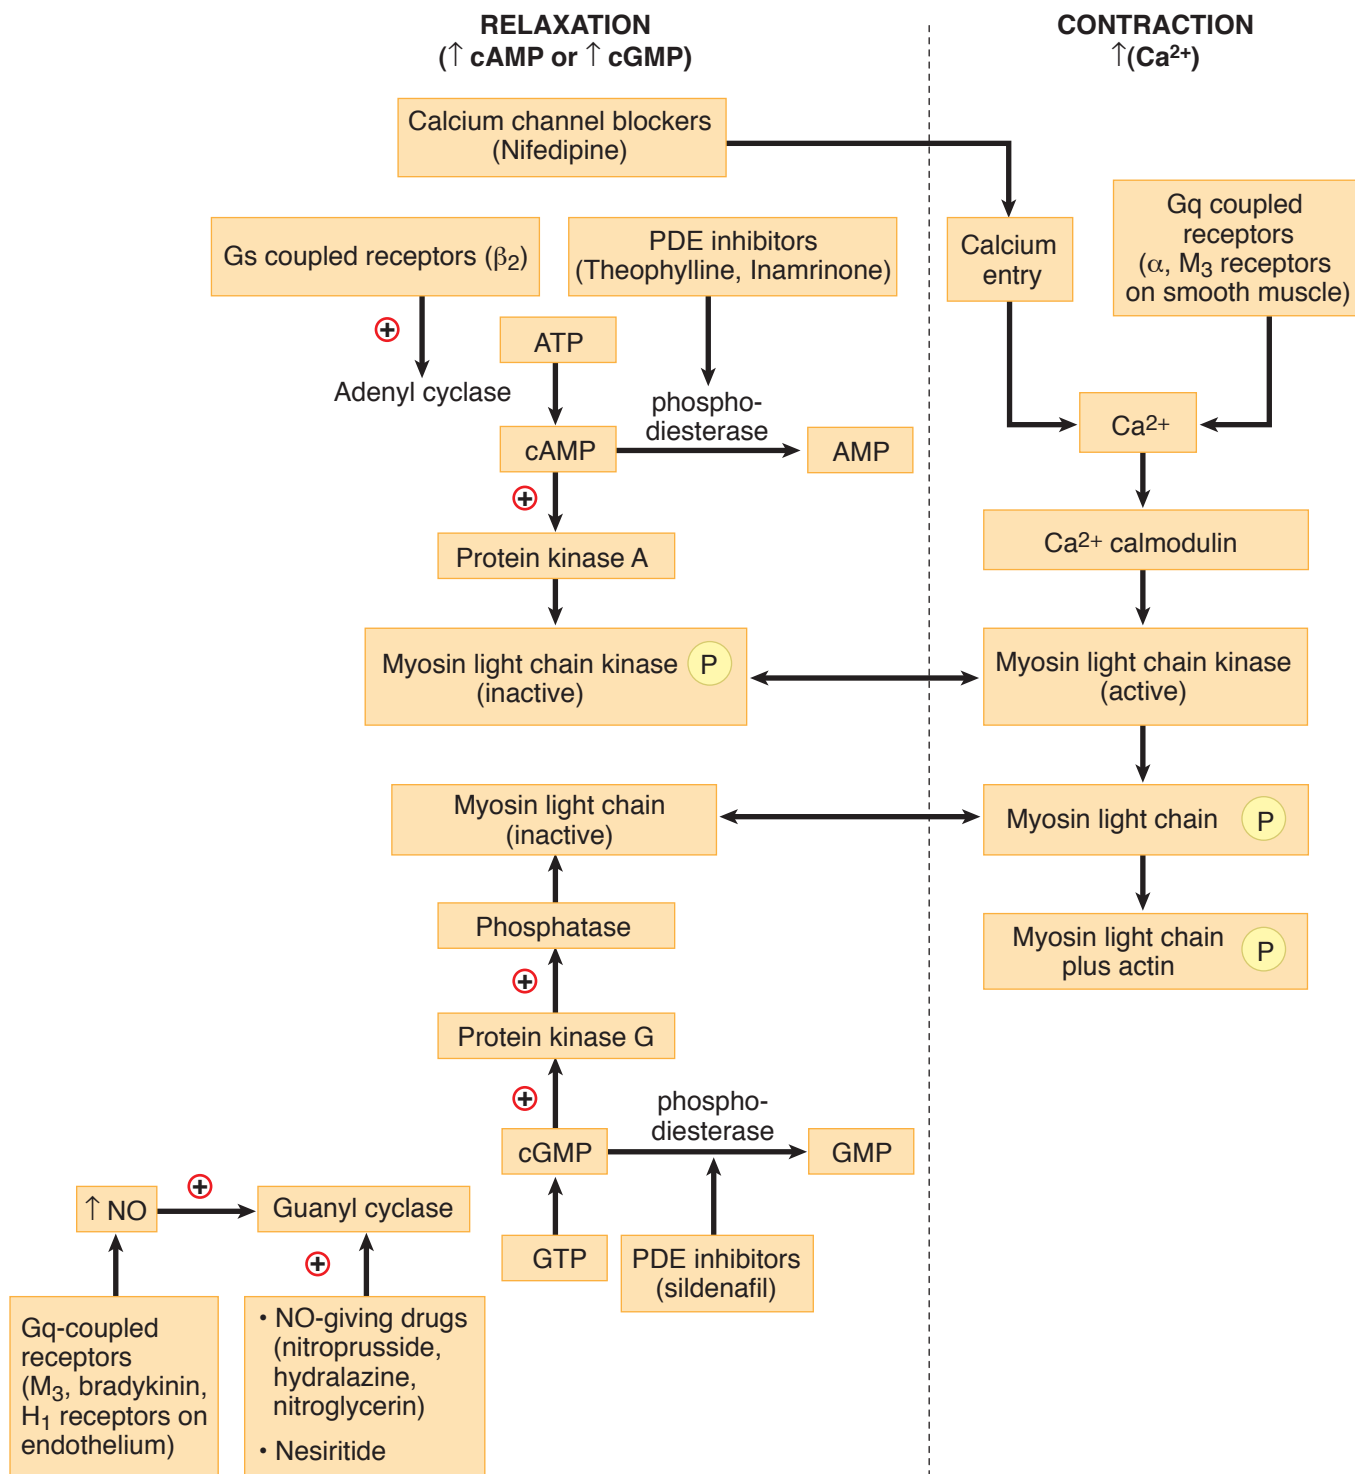 RELAXATION
(↑ cAMP or ↑ cGMP)
CONTRACTION
↑(Ca²⁺)
Calcium channel blockers
(Nifedipine)
Gs coupled receptors (β₂)
PDE inhibitors
(Theophylline, Inamrinone)
Calcium
entry
Gq coupled
receptors
(α, M₃ receptors
on smooth muscle)
+
ATP
Adenyl cyclase
phospho-
diesterase
cAMP
AMP
Ca²⁺
+
Protein kinase A
Ca²⁺ calmodulin
Myosin light chain kinase
(inactive)
P
Myosin light chain kinase
(active)
Myosin light chain
(inactive)
Myosin light chain
P
Phosphatase
Myosin light chain
plus actin
P
+
Protein kinase G
+
phospho-
diesterase
cGMP
GMP
↑ NO
+
Guanyl cyclase
+
GTP
PDE inhibitors
(sildenafil)
Gq-coupled
receptors
(M₃, bradykinin,
H₁ receptors on
endothelium)
• NO-giving drugs
(nitroprusside,
hydralazine,
nitroglycerin)
• Nesiritide